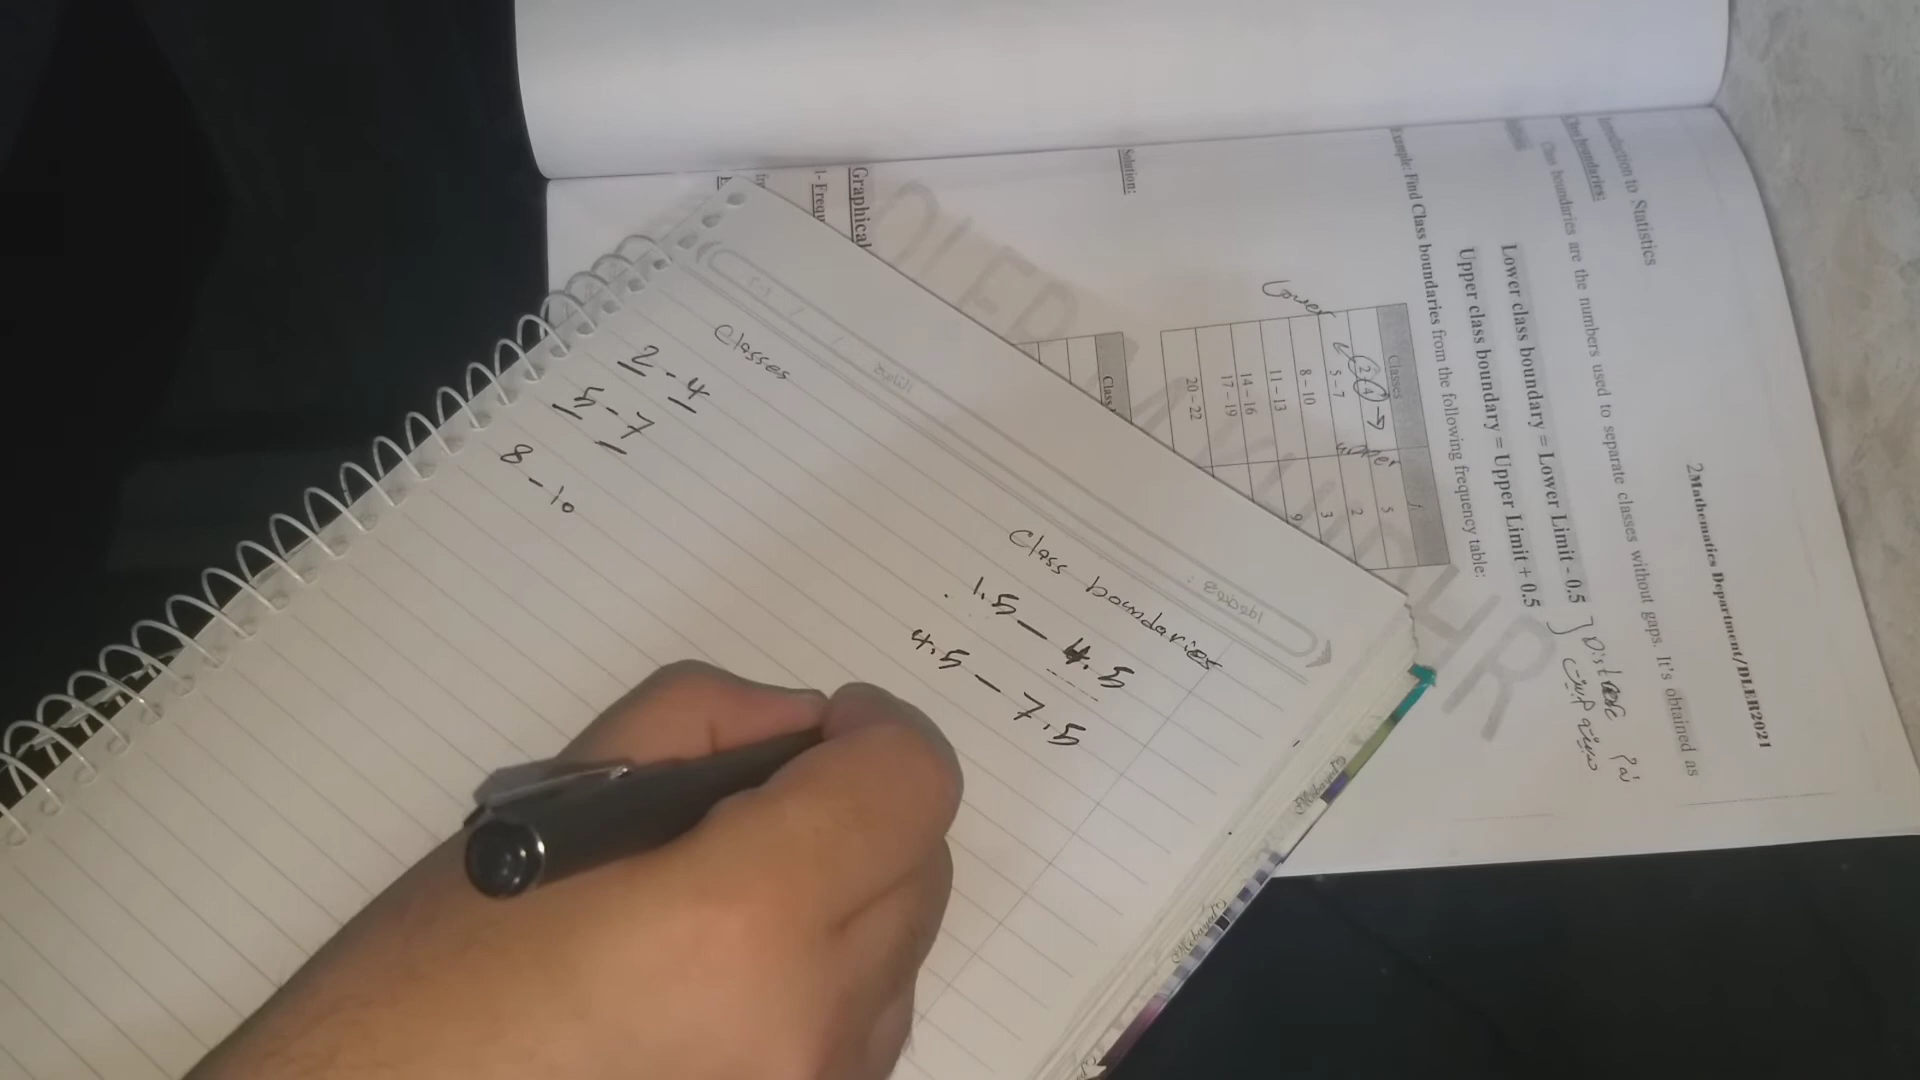 Introduction to Statistics
2Mathematics Department/DLER2021
Class boundaries:
Class boundaries are the numbers used to separate classes without gaps. It's obtained as
Lower class boundary = Lower Limit - 0.5
Upper class boundary = Upper Limit + 0.5
Example: Find Class boundaries from the following frequency table:
Classes f
2 4 5
5 – 7 2
8 – 10 3
11 – 13 9
14 – 16
17 – 19
20 – 22
Lower
upper
Solution:
Class
Graphical
1- Frequ
Classes
Class boundaries
2 - 4
1.5 - 4.5
5 - 7
4.5 - 7.5
8 - 10